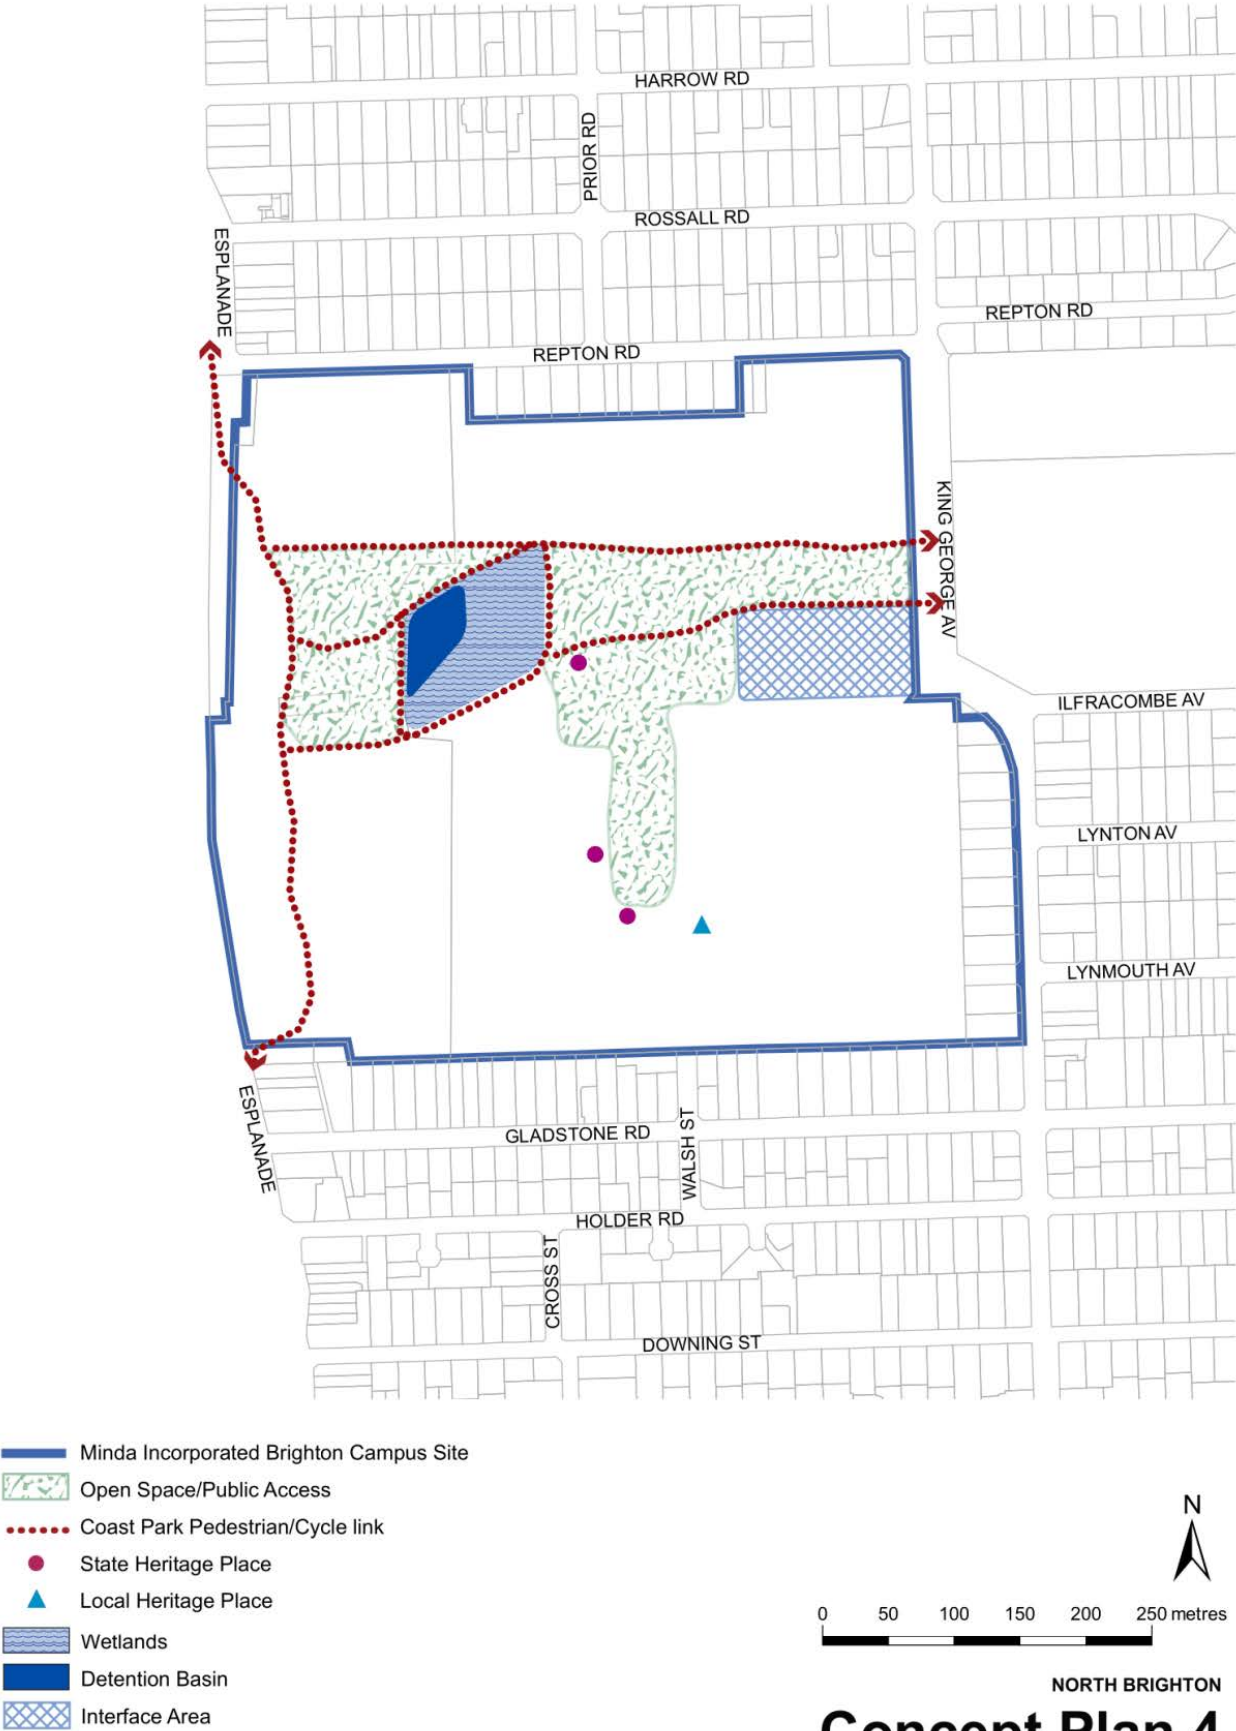 HARROW RD
PRIOR RD
ROSSALL RD
ESPLANADE
REPTON RD
REPTON RD
KING GEORGE AV
ILFRACOMBE AV
LYNTON AV
LYNMOUTH AV
ESPLANADE
GLADSTONE RD
WALSH ST
HOLDER RD
CROSS ST
DOWNING ST
Minda Incorporated Brighton Campus Site
Open Space/Public Access
Coast Park Pedestrian/Cycle link
State Heritage Place
Local Heritage Place
Wetlands
Detention Basin
Interface Area
N
0 50 100 150 200 250 metres
NORTH BRIGHTON
Concept Plan 4